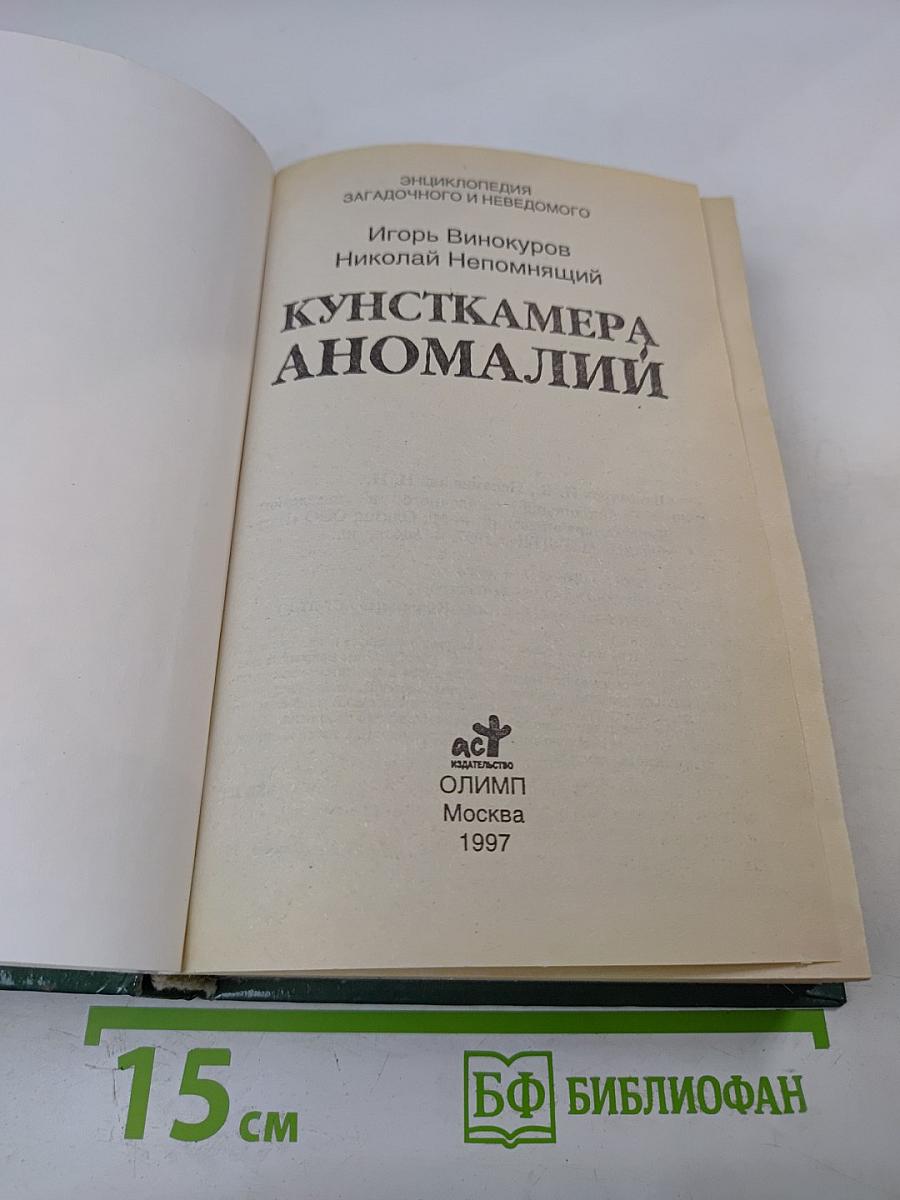 ЭНЦИКЛОПЕДИЯ
ЗАГАДОЧНОГО И НЕВЕДОМОГО
Игорь Винокуров
Николай Непомнящий
КУНСТКАМЕРА
АНОМАЛИЙ
аст
ИЗДАТЕЛЬСТВО
ОЛИМП
Москва
1997
15 см
БФ БИБЛИОФАН